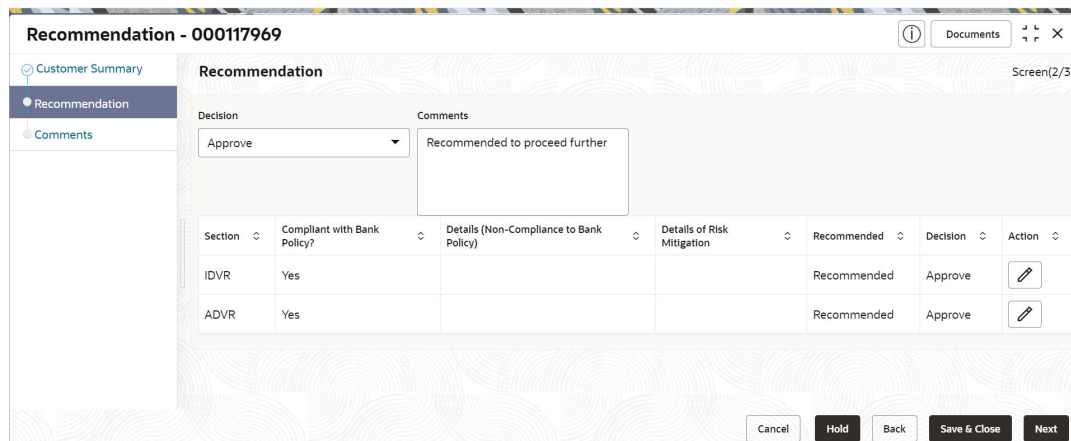 Recommendation - 000117969
Documents
Customer Summary
Recommendation
Comments
Recommendation
Screen(2/3
Decision
Comments
Approve
Recommended to proceed further
Section
Compliant with Bank Policy?
Details (Non-Compliance to Bank Policy)
Details of Risk Mitigation
Recommended
Decision
Action
IDVR
Yes
Recommended
Approve
ADVR
Yes
Recommended
Approve
Cancel
Hold
Back
Save & Close
Next